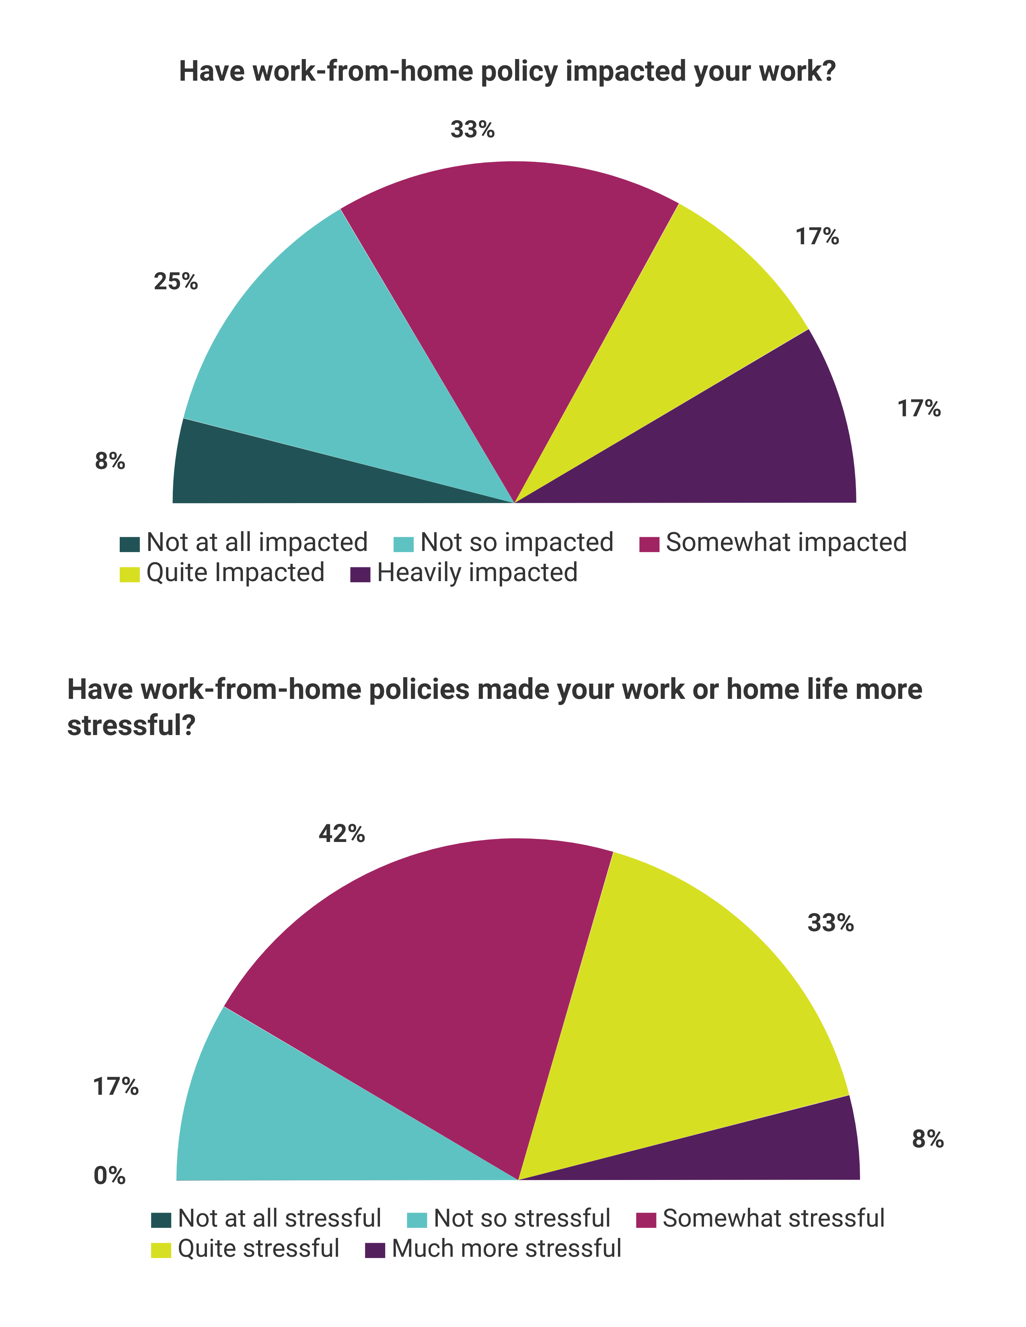 Have work-from-home policy impacted your work?
33%
17%
25%
17%
8%
Not at all impacted Not so impacted Somewhat impacted
Quite Impacted Heavily impacted
Have work-from-home policies made your work or home life more
stressful?
42%
33%
17%
8%
0%
Not at all stressful Not so stressful Somewhat stressful
Quite stressful Much more stressful